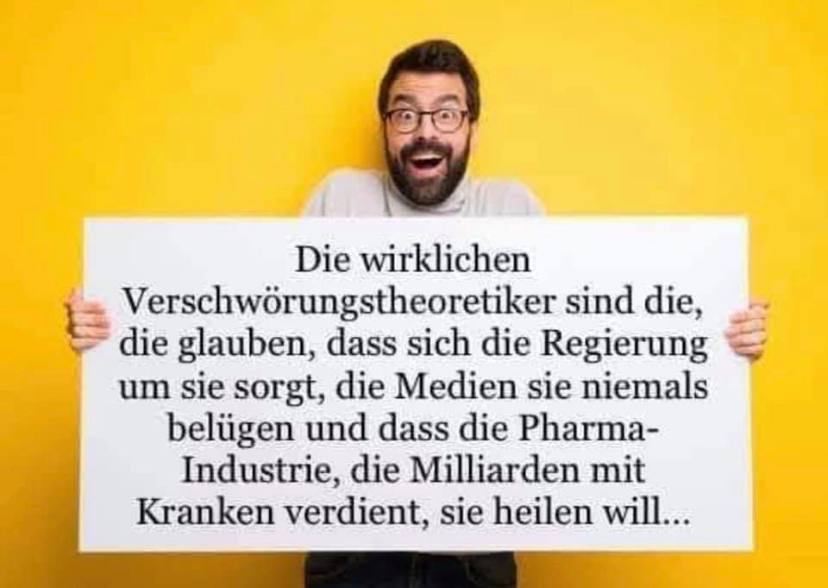 Die wirklichen
Verschwörungstheoretiker sind die,
die glauben, dass sich die Regierung
um sie sorgt, die Medien sie niemals
belügen und dass die Pharma-
Industrie, die Milliarden mit
Kranken verdient, sie heilen will...